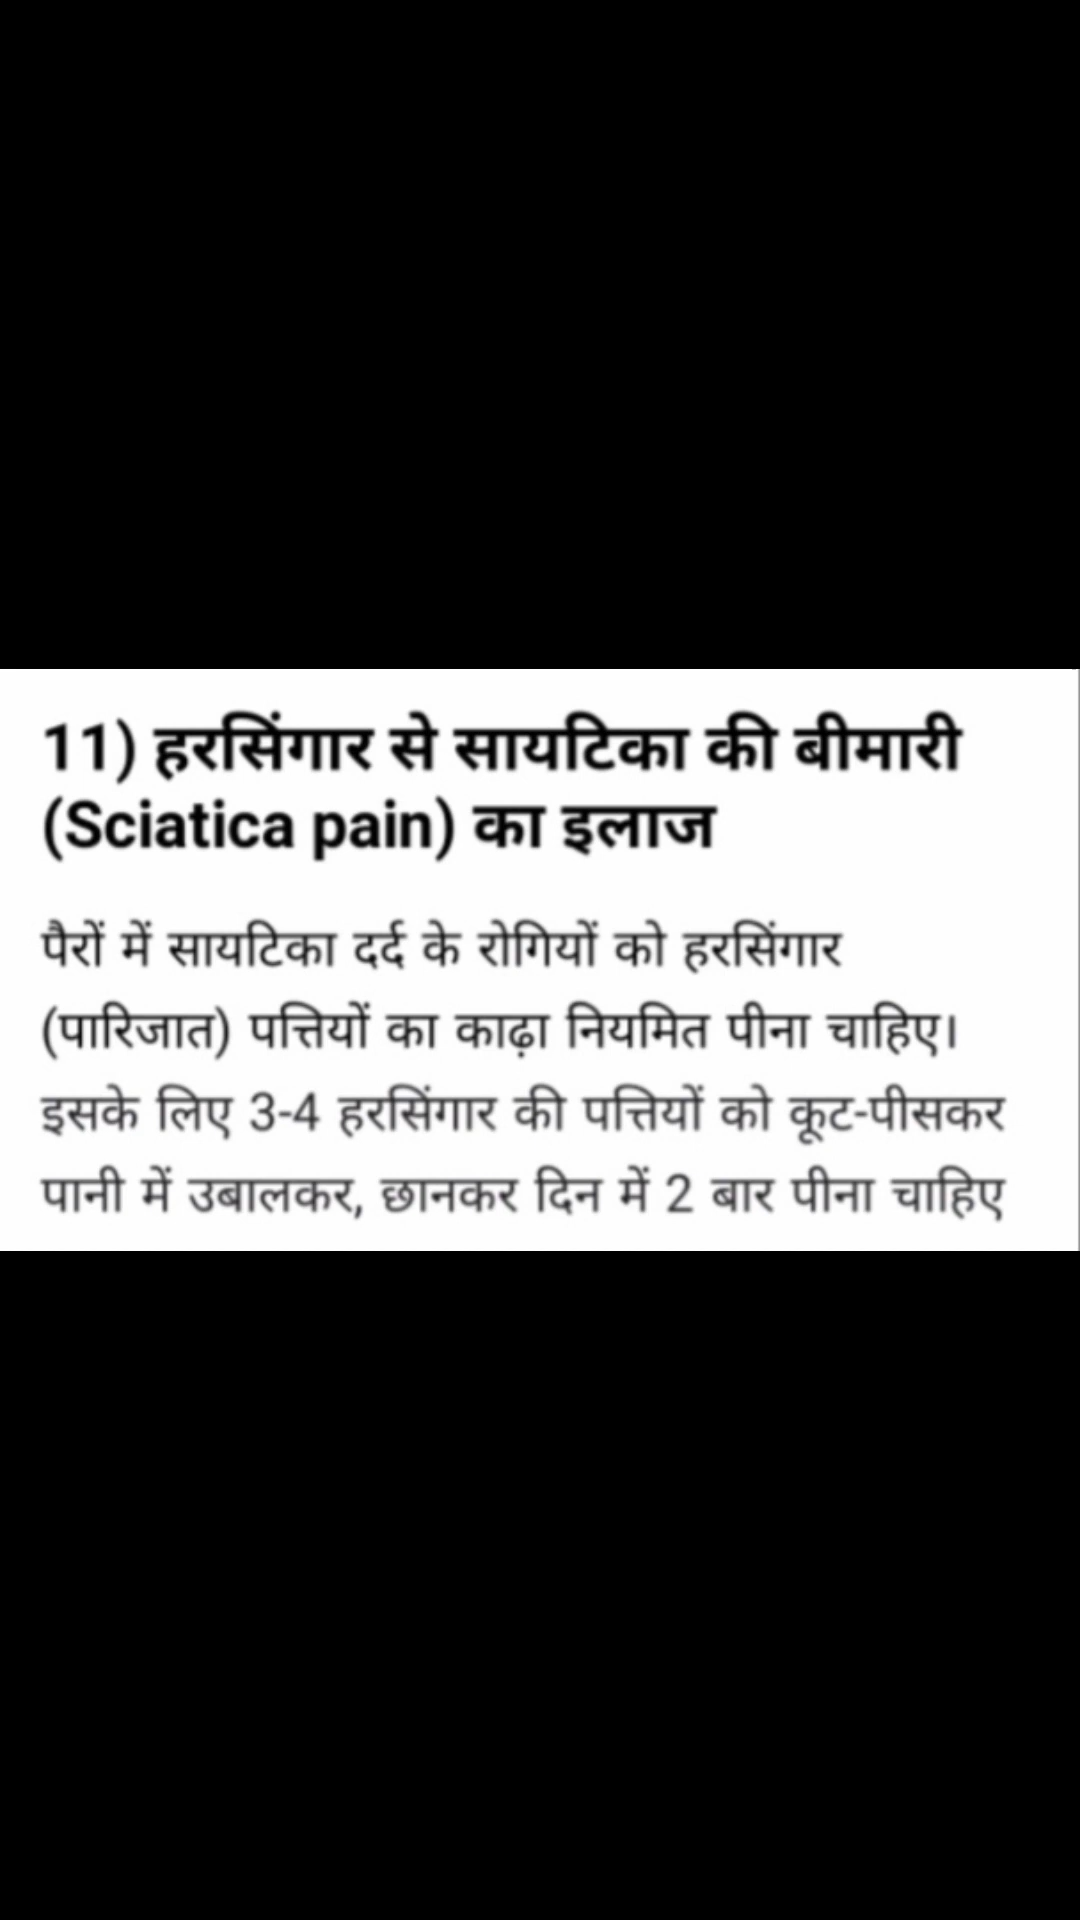 11) हरसिंगार से सायटिका की बीमारी
(Sciatica pain) का इलाज
पैरों में सायटिका दर्द के रोगियों को हरसिंगार
(पारिजात) पत्तियों का काढ़ा नियमित पीना चाहिए।
इसके लिए 3-4 हरसिंगार की पत्तियों को कूट-पीसकर
पानी में उबालकर, छानकर दिन में 2 बार पीना चाहिए